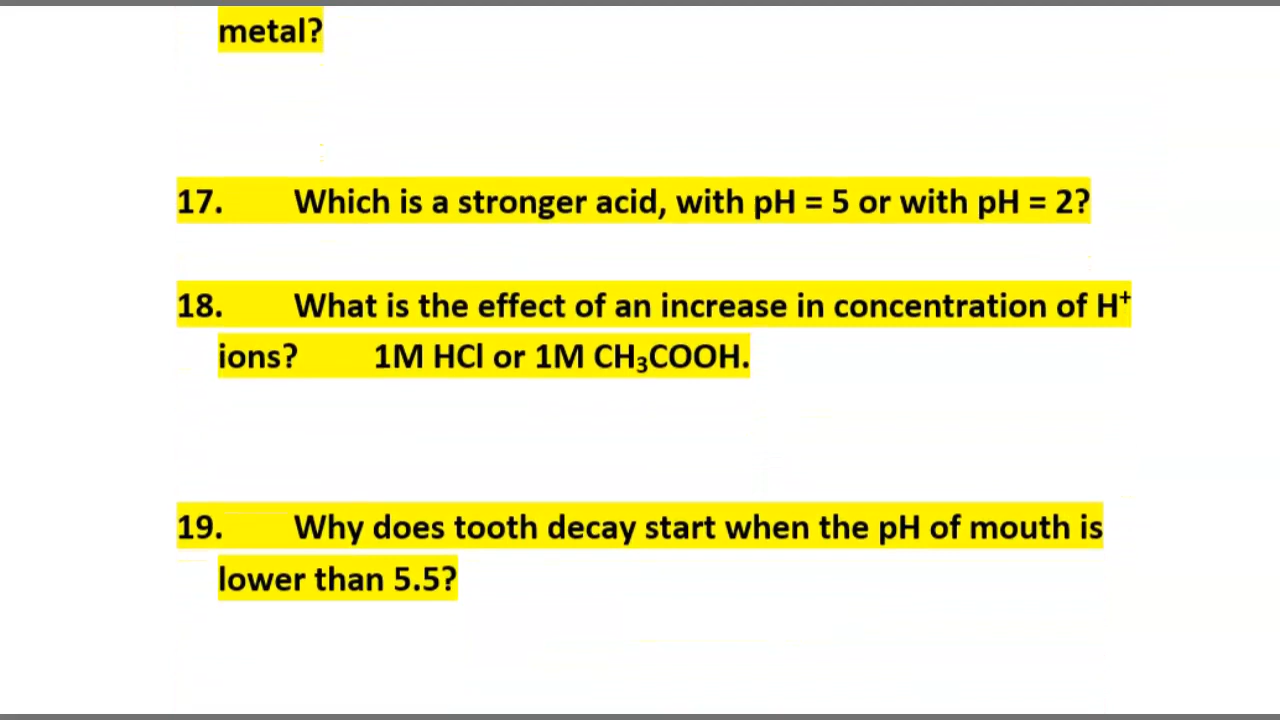 metal?
17. Which is a stronger acid, with pH = 5 or with pH = 2?
18. What is the effect of an increase in concentration of H⁺
ions? 1M HCl or 1M CH₃COOH.
19. Why does tooth decay start when the pH of mouth is
lower than 5.5?